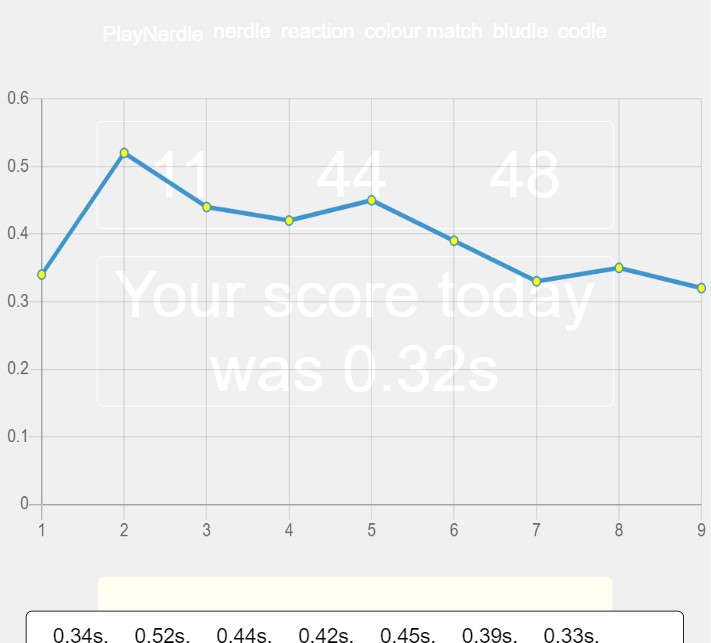 PlayNerdle nerdle reaction colour match bludle codle
0.6
0.5
11 44 48
0.4
0.3
Your score today
was 0.32s
0.2
0.1
0
1 2 3 4 5 6 7 8 9
0.34s. 0.52s. 0.44s. 0.42s. 0.45s. 0.39s. 0.33s.